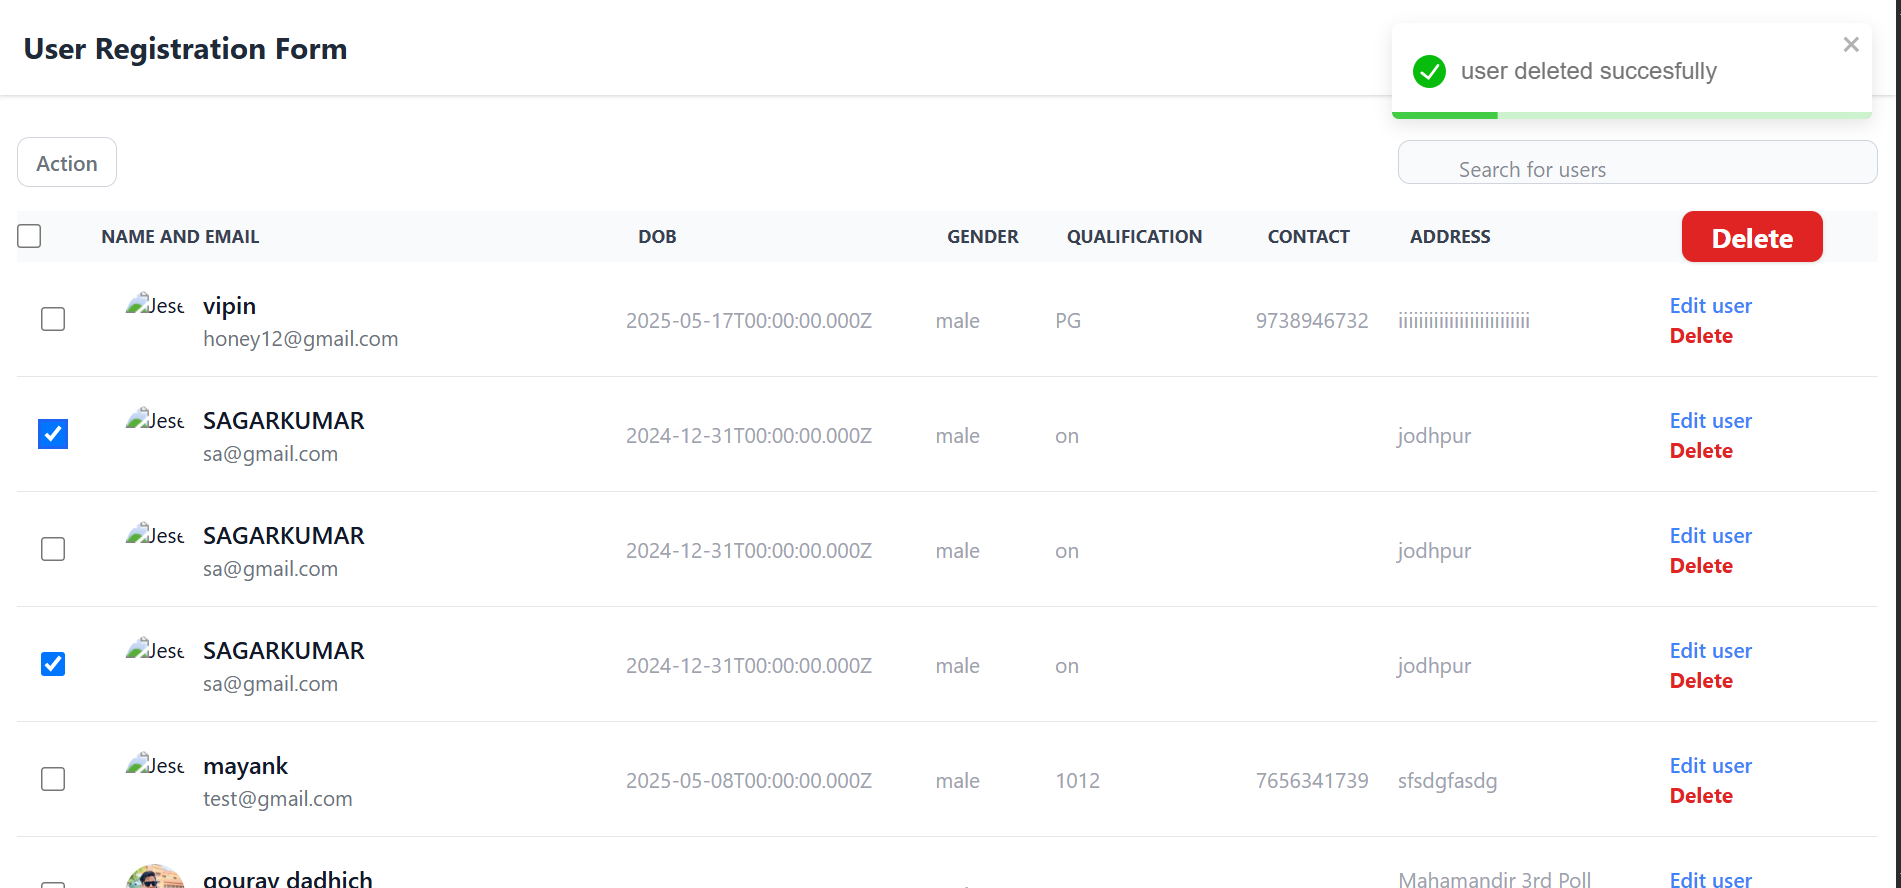 User Registration Form
user deleted succesfully
Action
Search for users
NAME AND EMAIL DOB GENDER QUALIFICATION CONTACT ADDRESS Delete
Jese vipin Edit user
honey12@gmail.com 2025-05-17T00:00:00.000Z male PG 9738946732 iiiiiiiiiiiiiiiiiiiiiiiiii Delete
Jese SAGARKUMAR Edit user
sa@gmail.com 2024-12-31T00:00:00.000Z male on jodhpur Delete
Jese SAGARKUMAR Edit user
sa@gmail.com 2024-12-31T00:00:00.000Z male on jodhpur Delete
Jese SAGARKUMAR Edit user
sa@gmail.com 2024-12-31T00:00:00.000Z male on jodhpur Delete
Jese mayank Edit user
test@gmail.com 2025-05-08T00:00:00.000Z male 1012 7656341739 sfsdgfasdg Delete
gourav dadhich Mahamandir 3rd Poll Edit user